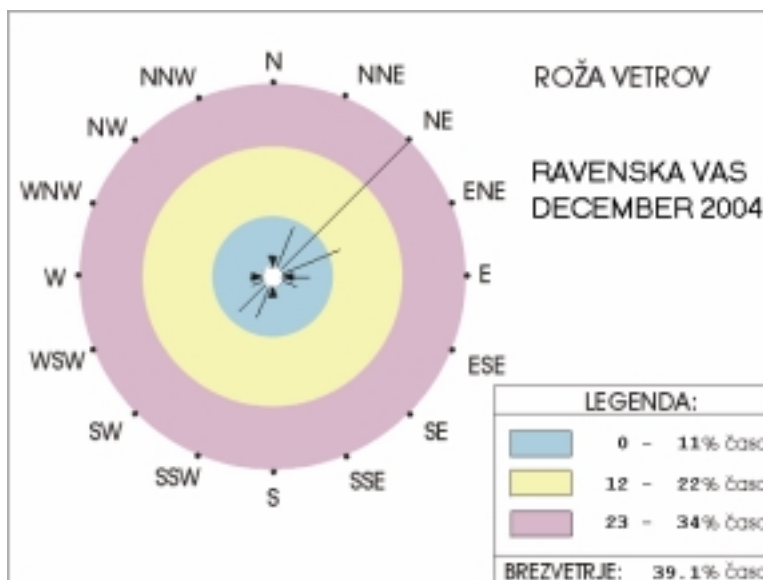 ROŽA VETROV
RAVENSKA VAS
DECEMBER 2004
N
NNE
NE
ENE
E
ESE
SE
SSE
S
SSW
SW
WSW
W
WNW
NW
NNW
LEGENDA:
0 - 11% časa
12 - 22% časa
23 - 34% časa
BREZVETRJE: 39.1% časa